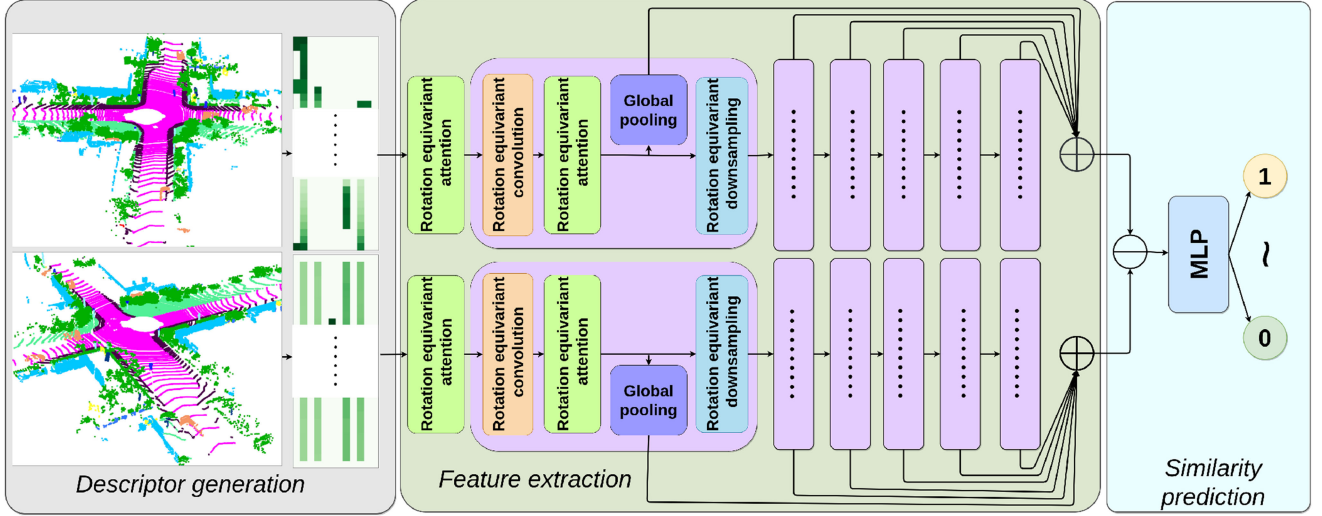 Rotation equivariant
attention
Rotation equivariant
convolution
Rotation equivariant
attention
Global
pooling
Rotation equivariant
downsampling
Rotation equivariant
attention
Rotation equivariant
convolution
Rotation equivariant
attention
Global
pooling
Rotation equivariant
downsampling
MLP
1
~
0
Descriptor generation
Feature extraction
Similarity
prediction